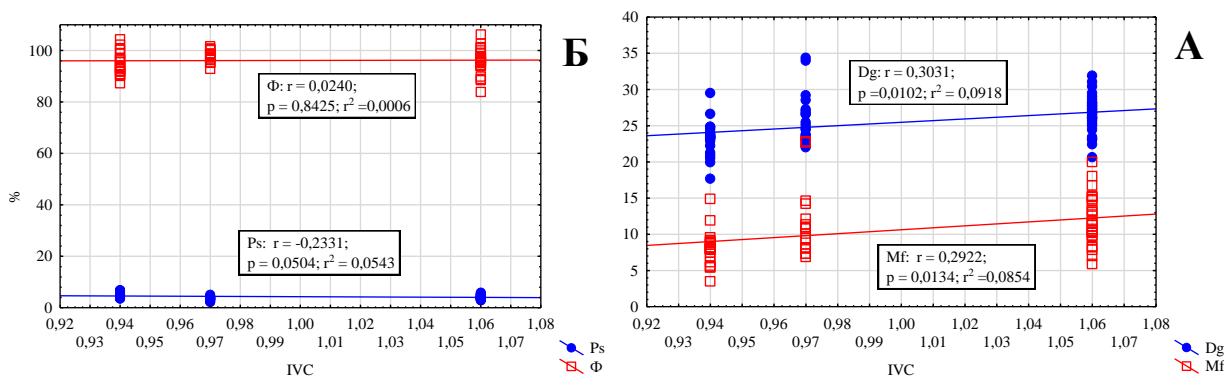 Б
100
80
60
40
20
0
%
Φ: r = 0,0240;
p = 0,8425; r² =0,0006
Ps: r = -0,2331;
p = 0,0504; r² = 0,0543
0,92 0,94 0,96 0,98 1,00 1,02 1,04 1,06 1,08
0,93 0,95 0,97 0,99 1,01 1,03 1,05 1,07
IVC
Ps
Φ
А
40
35
30
25
20
15
10
5
0
Dg: r = 0,3031;
p =0,0102; r² = 0,0918
Mf: r = 0,2922;
p = 0,0134; r² =0,0854
0,92 0,94 0,96 0,98 1,00 1,02 1,04 1,06 1,08
0,93 0,95 0,97 0,99 1,01 1,03 1,05 1,07
IVC
Dg
Mf